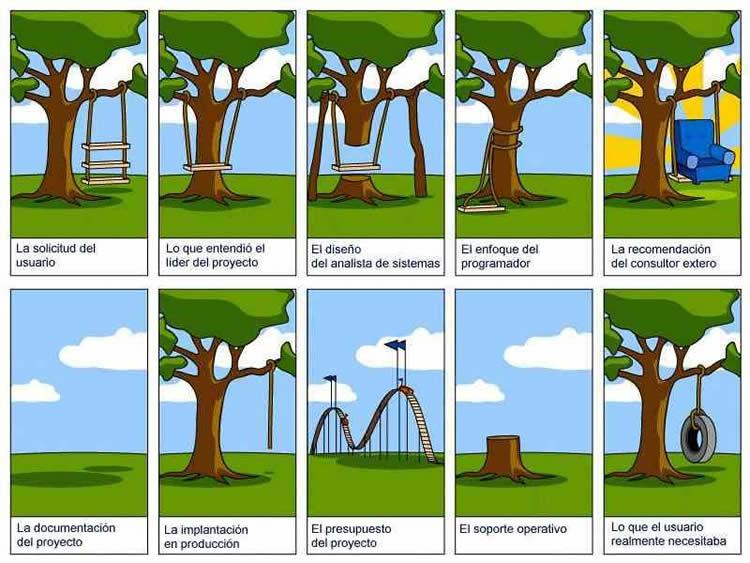 La solicitud del
usuario
Lo que entendió el
lider del proyecto
El diseño
del analista de sistemas
El enfoque del
programador
La recomendación
del consultor extero
La documentación
del proyecto
La implantación
en producción
El presupuesto
del proyecto
El soporte operativo
Lo que el usuario
realmente necesitaba